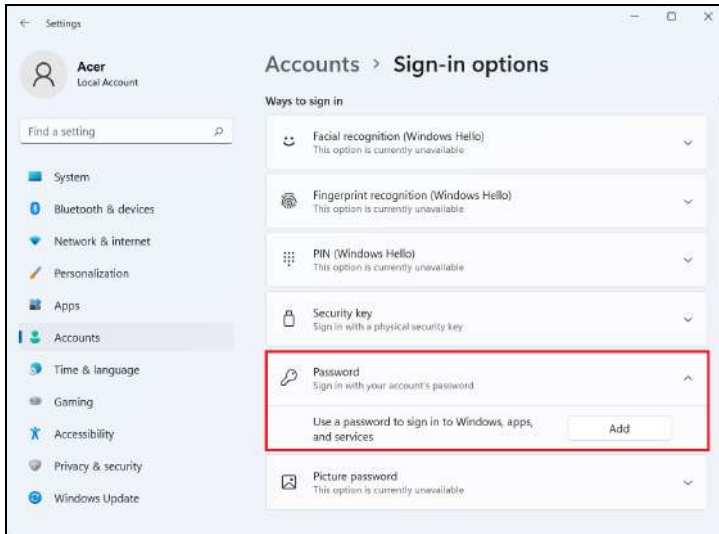 Settings
Acer
Local Account
Find a setting
System
Bluetooth & devices
Network & internet
Personalization
Apps
Accounts
Time & language
Gaming
Accessibility
Privacy & security
Windows Update
Accounts > Sign-in options
Ways to sign in
Facial recognition (Windows Hello)
This option is currently unavailable
Fingerprint recognition (Windows Hello)
This option is currently unavailable
PIN (Windows Hello)
This option is currently unavailable
Security key
Sign in with a physical security key
Password
Sign in with your account's password
Use a password to sign in to Windows, apps,
and services
Add
Picture password
This option is currently unavailable